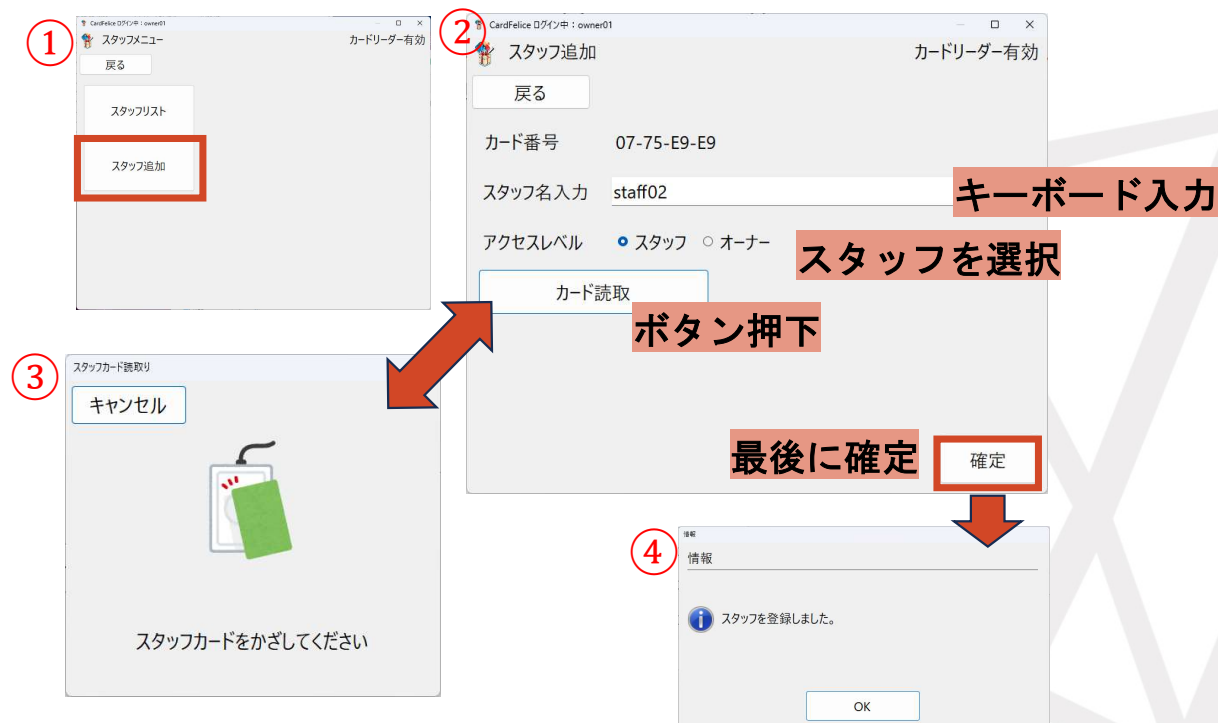 ①
CardFelice ログイン中：owner01
スタッフメニュー
カードリーダー有効
戻る
スタッフリスト
スタッフ追加
②
CardFelice ログイン中：owner01
スタッフ追加
カードリーダー有効
戻る
カード番号 07-75-E9-E9
スタッフ名入力 staff02
キーボード入力
アクセスレベル スタッフ オーナー
スタッフを選択
カード読取
ボタン押下
最後に確定
確定
③
スタッフカード読取り
キャンセル
スタッフカードをかざしてください
④
情報
情報
スタッフを登録しました。
OK